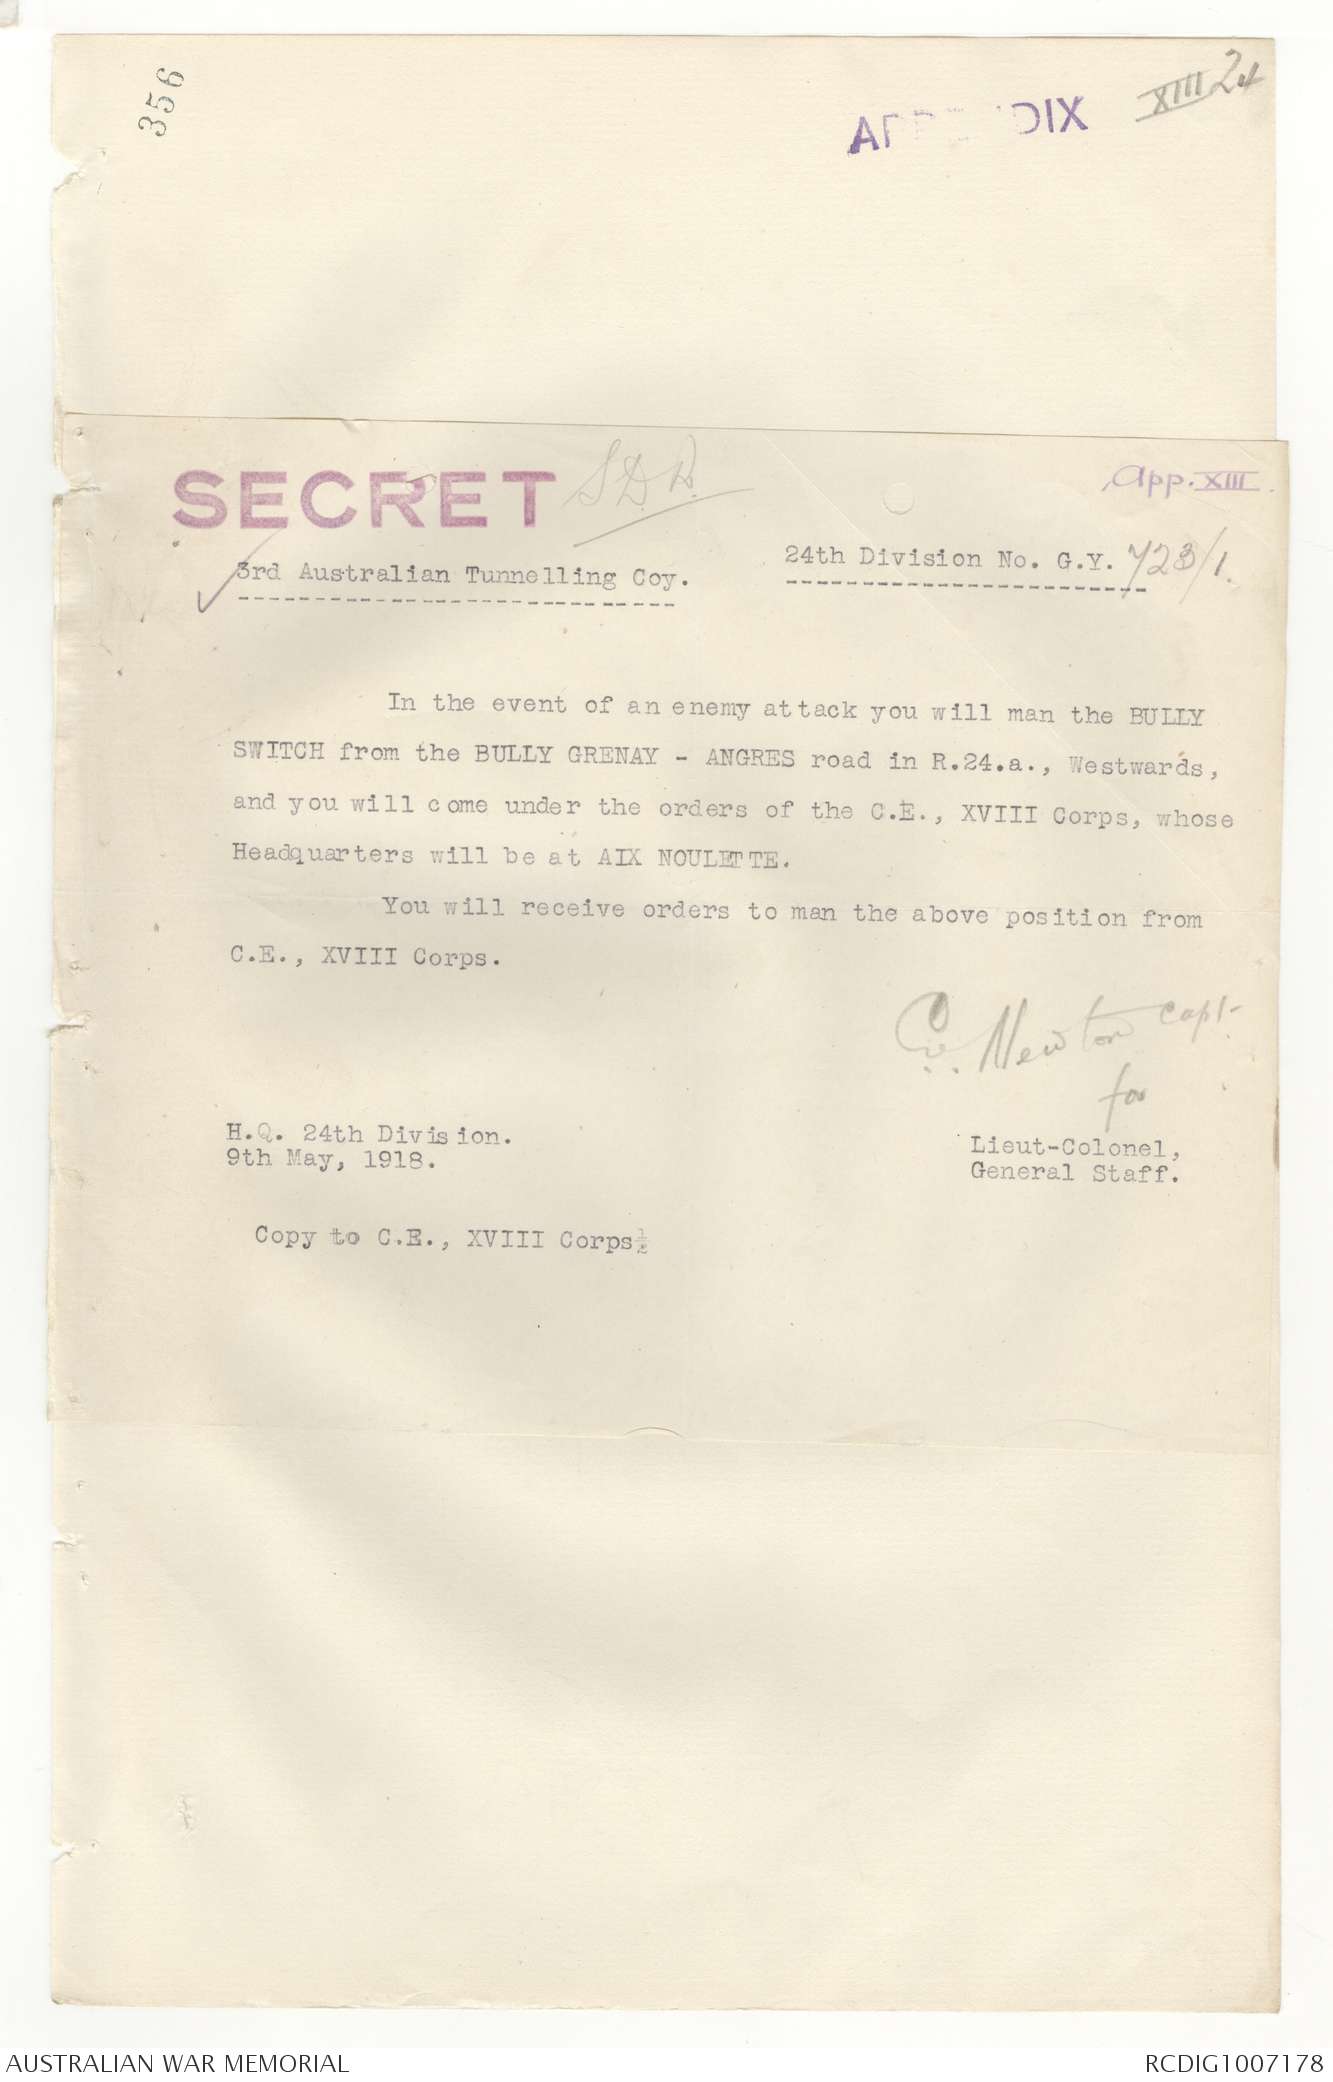 356
APPENDIX
XIII 24
SECRET
S.D.R.
App. XIII.
3rd Australian Tunnelling Coy.
24th Division No. G.Y. 723/1.
In the event of an enemy attack you will man the BULLY
SWITCH from the BULLY GRENAY - ANGRES road in R.24.a., Westwards,
and you will come under the orders of the C.E., XVIII Corps, whose
Headquarters will be at AIX NOULETTE.
You will receive orders to man the above position from
C.E., XVIII Corps.
Newton Capt
for
H.Q. 24th Division.
9th May, 1918.
Lieut-Colonel,
General Staff.
Copy to C.E., XVIII Corps½
AUSTRALIAN WAR MEMORIAL
RCDIG1007178